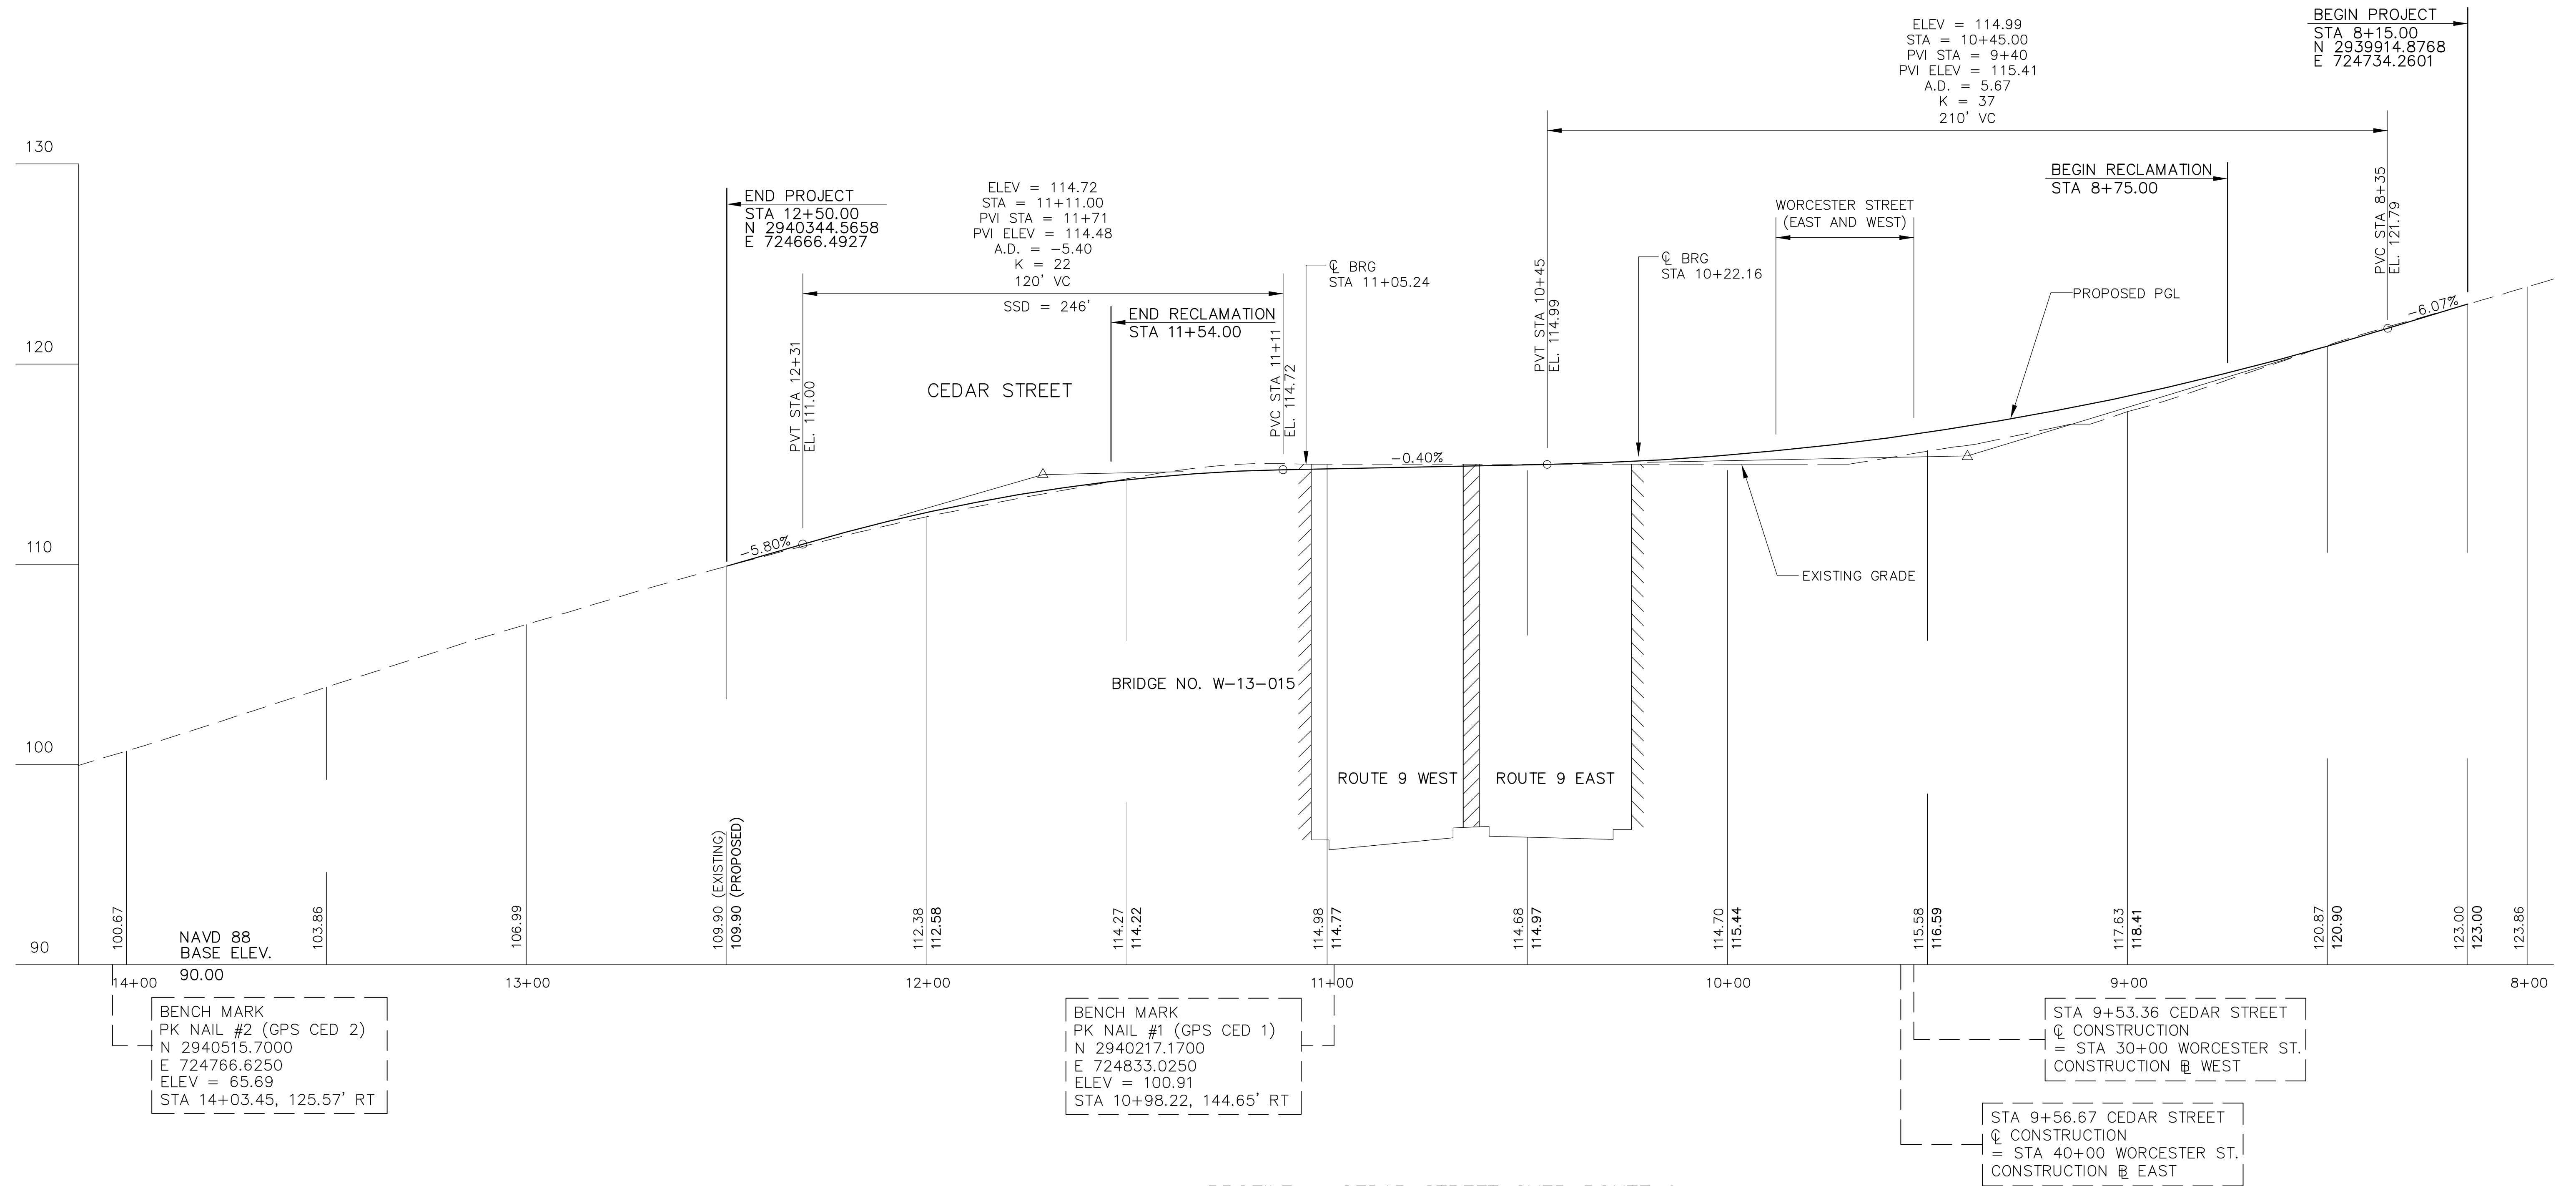 BEGIN PROJECT
STA 8+15.00
N 2939914.8768
E 724734.2601
ELEV = 114.99
STA = 10+45.00
PVI STA = 9+40
PVI ELEV = 115.41
A.D. = 5.67
K = 37
210' VC
130
BEGIN RECLAMATION
STA 8+75.00
PVC STA 8+35
EL. 121.79
END PROJECT
STA 12+50.00
N 2940344.5658
E 724666.4927
ELEV = 114.72
STA = 11+11.00
PVI STA = 11+71
PVI ELEV = 114.48
A.D. = -5.40
K = 22
120' VC
SSD = 246'
WORCESTER STREET
(EAST AND WEST)
℄ BRG
STA 11+05.24
℄ BRG
STA 10+22.16
PROPOSED PGL
-6.07%
END RECLAMATION
STA 11+54.00
PVT STA 10+45
EL. 114.99
120
PVT STA 12+31
EL. 111.00
CEDAR STREET
PVC STA 11+11
EL. 114.72
-0.40%
110
-5.80%
EXISTING GRADE
BRIDGE NO. W-13-015
100
ROUTE 9 WEST
ROUTE 9 EAST
100.67
103.86
106.99
109.90 (EXISTING)
109.90 (PROPOSED)
112.38
112.58
114.27
114.22
114.98
114.77
114.68
114.97
114.70
115.44
115.58
116.59
117.63
118.41
120.87
120.90
123.00
123.00
123.86
90
NAVD 88
BASE ELEV.
90.00
14+00
13+00
12+00
11+00
10+00
9+00
8+00
BENCH MARK
PK NAIL #2 (GPS CED 2)
N 2940515.7000
E 724766.6250
ELEV = 65.69
STA 14+03.45, 125.57' RT
BENCH MARK
PK NAIL #1 (GPS CED 1)
N 2940217.1700
E 724833.0250
ELEV = 100.91
STA 10+98.22, 144.65' RT
STA 9+53.36 CEDAR STREET
℄ CONSTRUCTION
= STA 30+00 WORCESTER ST.
CONSTRUCTION BL WEST
STA 9+56.67 CEDAR STREET
℄ CONSTRUCTION
= STA 40+00 WORCESTER ST.
CONSTRUCTION BL EAST